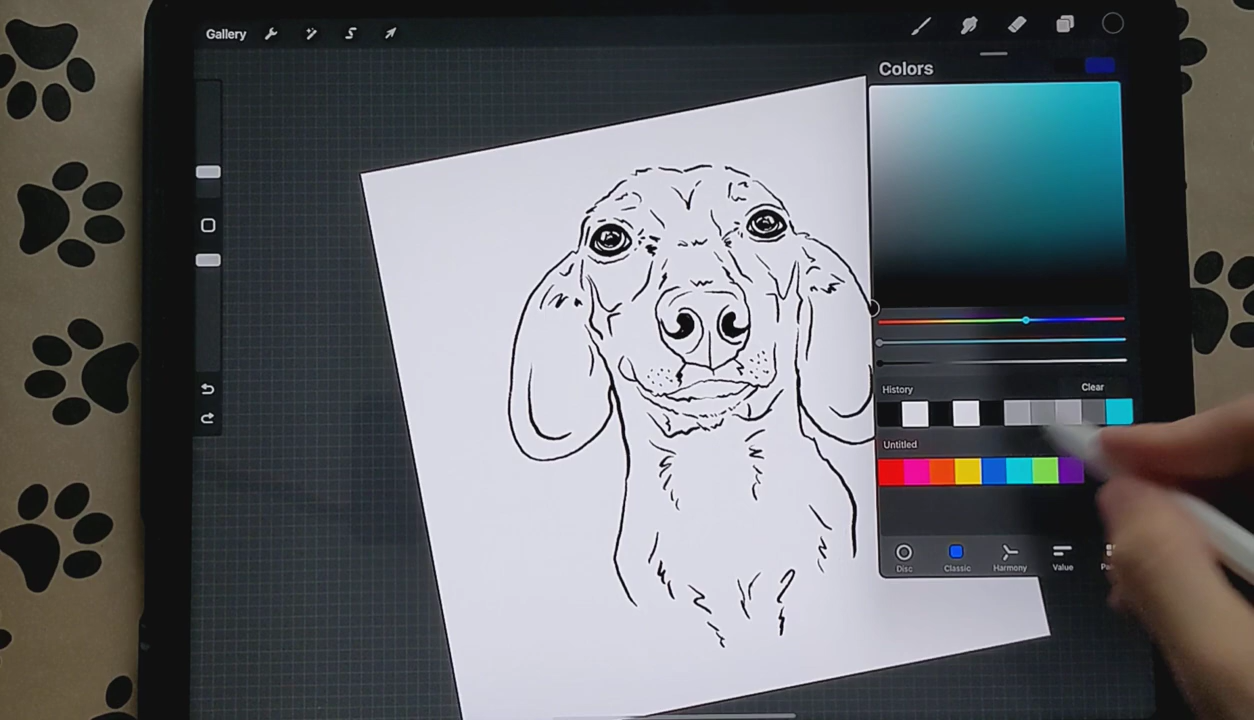 Gallery
Colors
History
Clear
Untitled
Disc
Classic
Harmony
Value